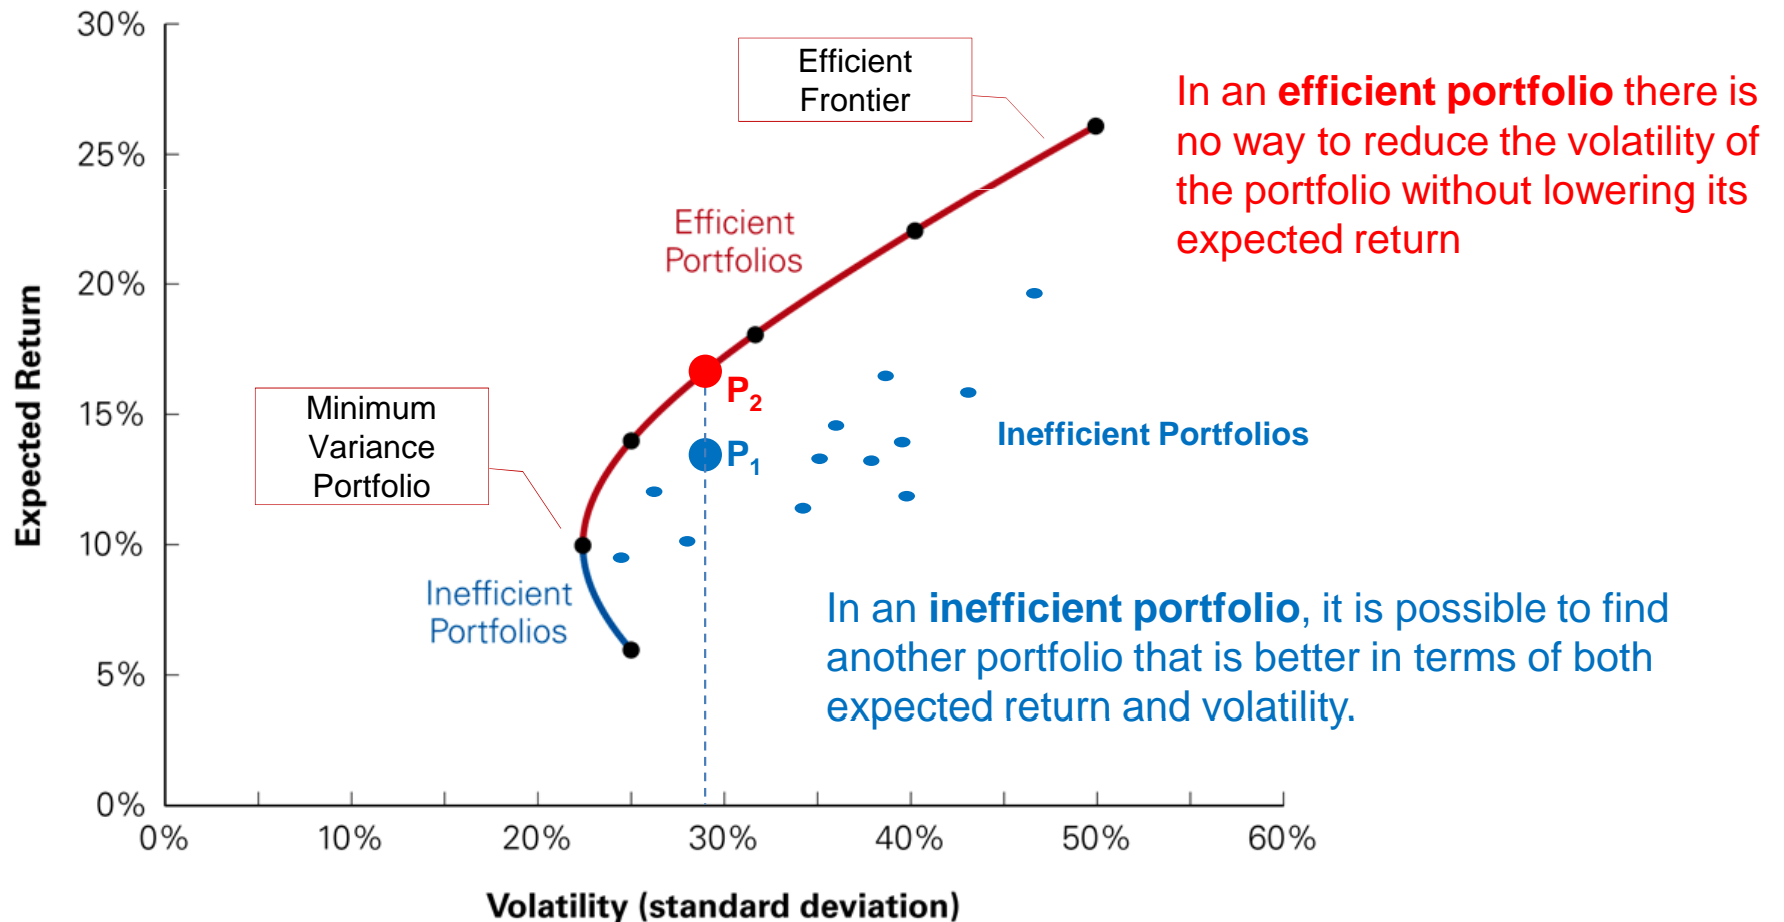 30%
25%
20%
15%
10%
5%
0%
Expected Return
0%
10%
20%
30%
40%
50%
60%
Volatility (standard deviation)
Efficient
Frontier
Efficient
Portfolios
Minimum
Variance
Portfolio
P2
P1
Inefficient Portfolios
Inefficient
Portfolios
In an efficient portfolio there is
no way to reduce the volatility of
the portfolio without lowering its
expected return
In an inefficient portfolio, it is possible to find
another portfolio that is better in terms of both
expected return and volatility.